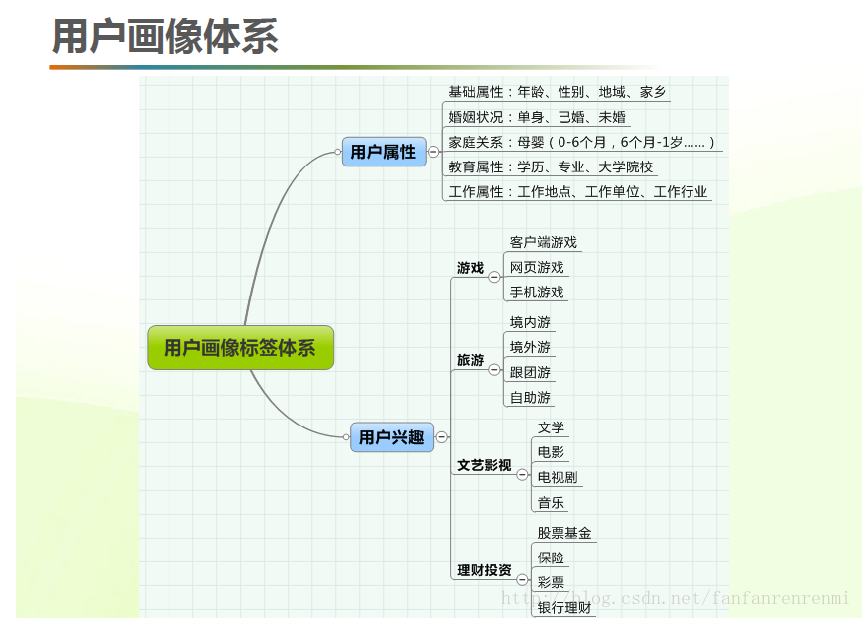 用户画像体系
基础属性：年龄、性别、地域、家乡
婚姻状况：单身、已婚、未婚
家庭关系：母婴（0-6个月，6个月-1岁……）
用户属性
教育属性：学历、专业、大学院校
工作属性：工作地点、工作单位、工作行业
客户端游戏
游戏
网页游戏
手机游戏
境内游
用户画像标签体系
境外游
旅游
跟团游
自助游
文学
用户兴趣
电影
文艺影视
电视剧
音乐
股票基金
保险
理财投资
彩票
http://blog.csdn.net/fanfanrenrenmi
银行理财